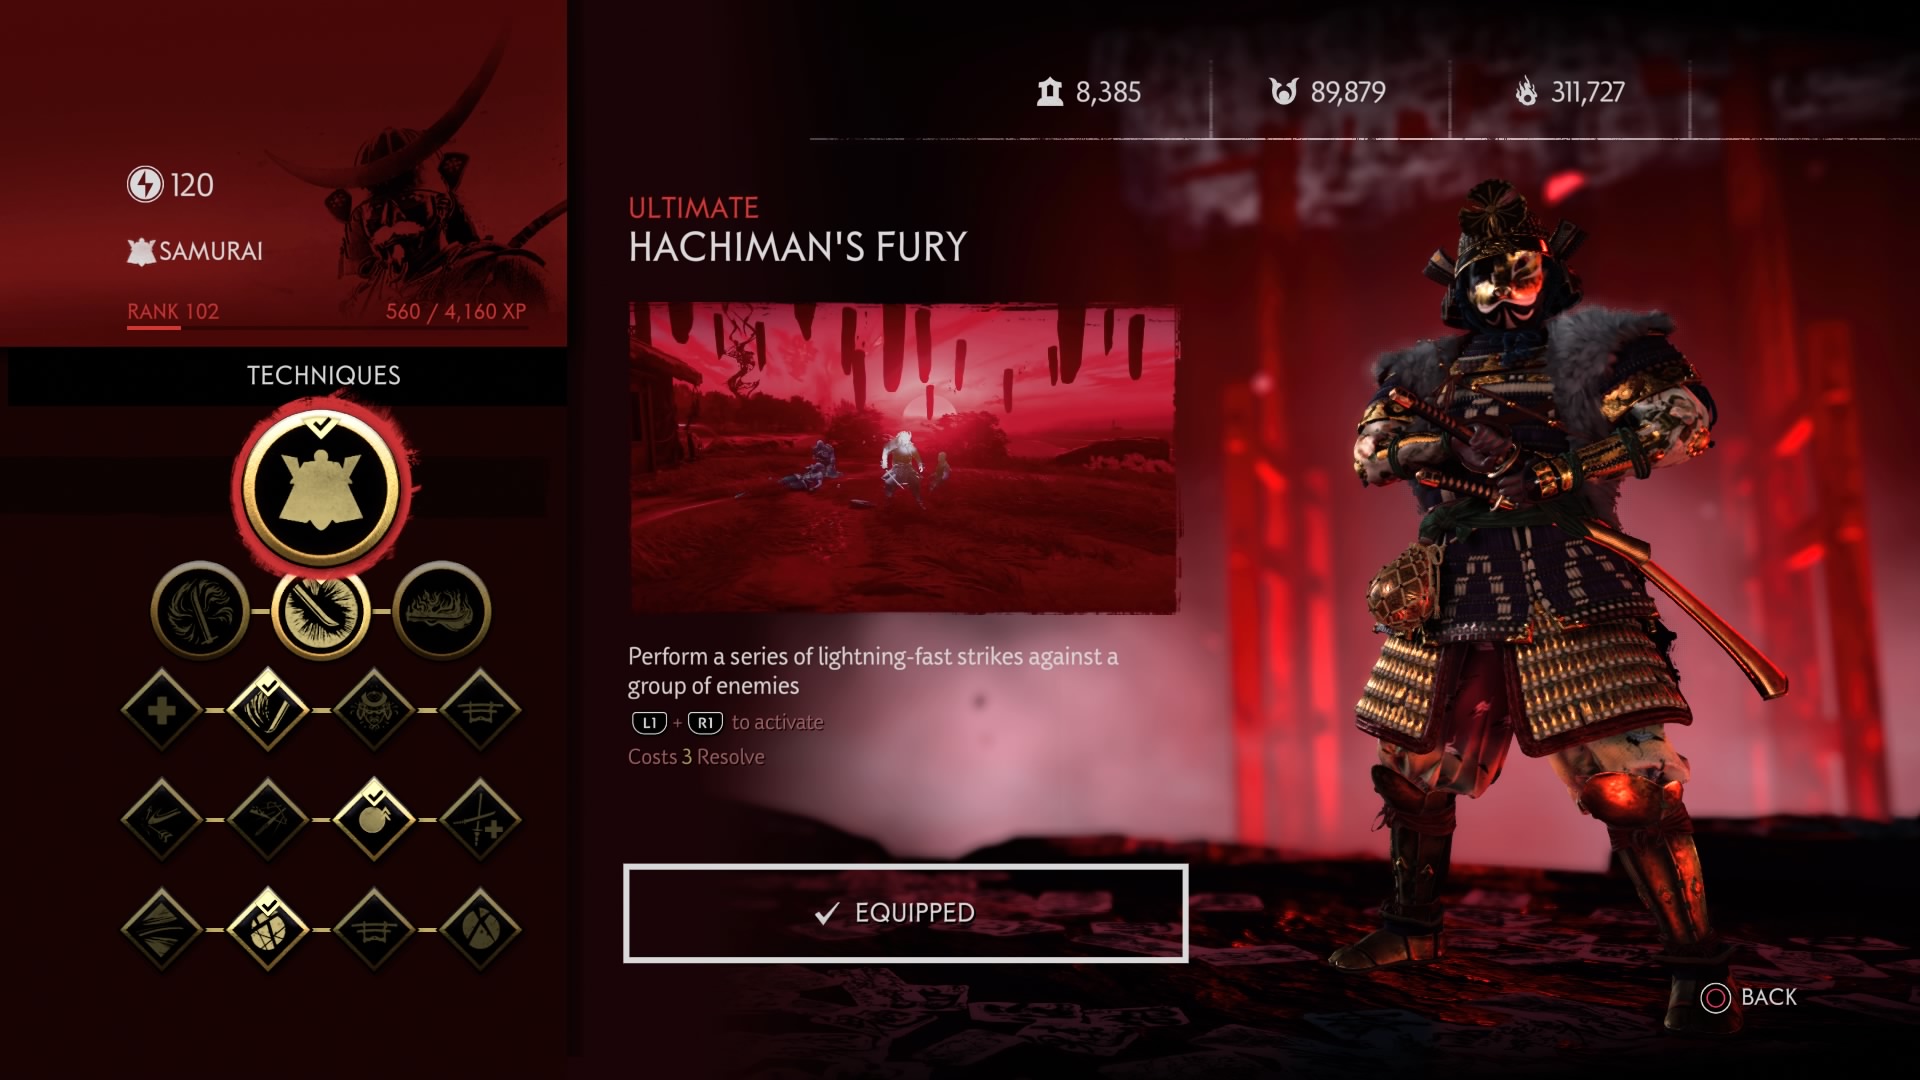 8,385
89,879
311,727
120
SAMURAI
RANK 102
560 / 4,160 XP
TECHNIQUES
ULTIMATE
HACHIMAN'S FURY
Perform a series of lightning-fast strikes against a
group of enemies
L1 + R1 to activate
Costs 3 Resolve
EQUIPPED
BACK